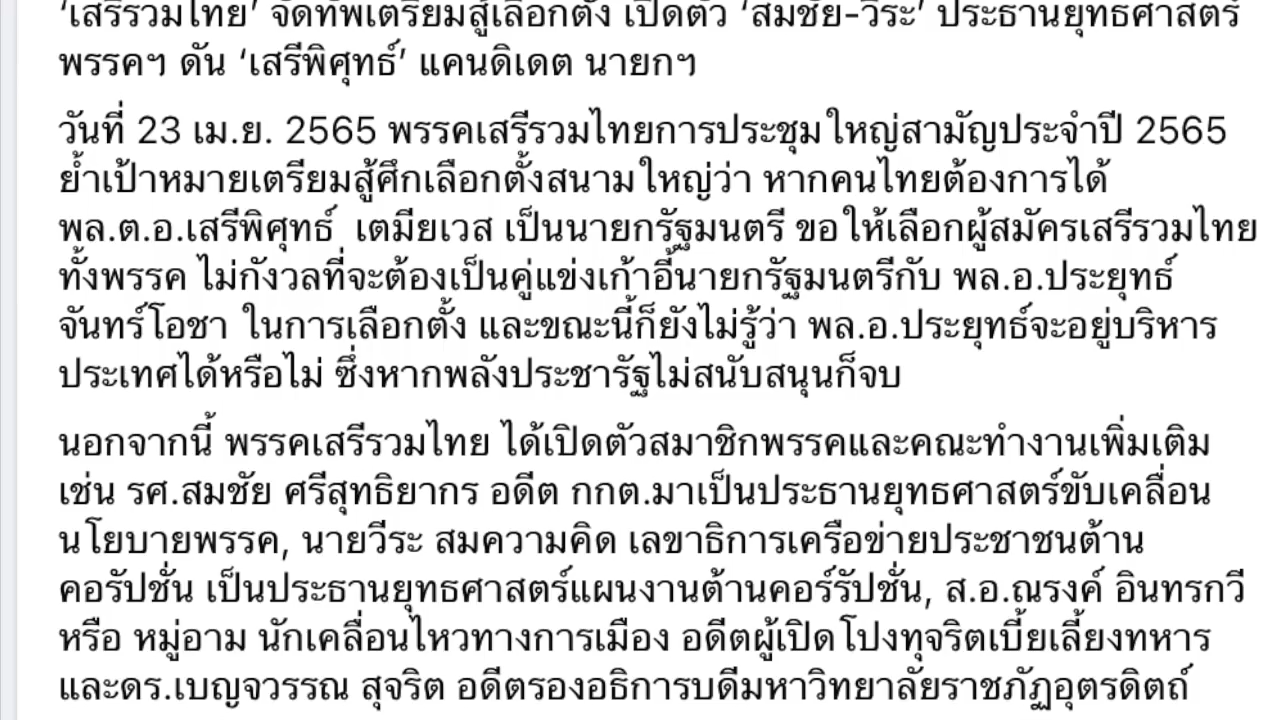 'เสรีรวมไทย' จัดทัพเตรียมสู้เลือกตั้ง เปิดตัว 'สมชัย-วีระ' ประธานยุทธศาสตร์
พรรคฯ ดัน 'เสรีพิศุทธ์' แคนดิเดต นายกฯ
วันที่ 23 เม.ย. 2565 พรรคเสรีรวมไทยการประชุมใหญ่สามัญประจำปี 2565
ย้ำเป้าหมายเตรียมสู้ศึกเลือกตั้งสนามใหญ่ว่า หากคนไทยต้องการได้
พล.ต.อ.เสรีพิศุทธ์ เตมียเวส เป็นนายกรัฐมนตรี ขอให้เลือกผู้สมัครเสรีรวมไทย
ทั้งพรรค ไม่กังวลที่จะต้องเป็นคู่แข่งเก้าอี้นายกรัฐมนตรีกับ พล.อ.ประยุทธ์
จันทร์โอชา ในการเลือกตั้ง และขณะนี้ก็ยังไม่รู้ว่า พล.อ.ประยุทธ์จะอยู่บริหาร
ประเทศได้หรือไม่ ซึ่งหากพลังประชารัฐไม่สนับสนุนก็จบ
นอกจากนี้ พรรคเสรีรวมไทย ได้เปิดตัวสมาชิกพรรคและคณะทำงานเพิ่มเติม
เช่น รศ.สมชัย ศรีสุทธิยากร อดีต กกต.มาเป็นประธานยุทธศาสตร์ขับเคลื่อน
นโยบายพรรค, นายวีระ สมความคิด เลขาธิการเครือข่ายประชาชนต้าน
คอรัปชั่น เป็นประธานยุทธศาสตร์แผนงานต้านคอร์รัปชั่น, ส.อ.ณรงค์ อินทรกวี
หรือ หมู่อาม นักเคลื่อนไหวทางการเมือง อดีตผู้เปิดโปงทุจริตเบี้ยเลี้ยงทหาร
และดร.เบญจวรรณ สุจริต อดีตรองอธิการบดีมหาวิทยาลัยราชภัฏอุตรดิตถ์